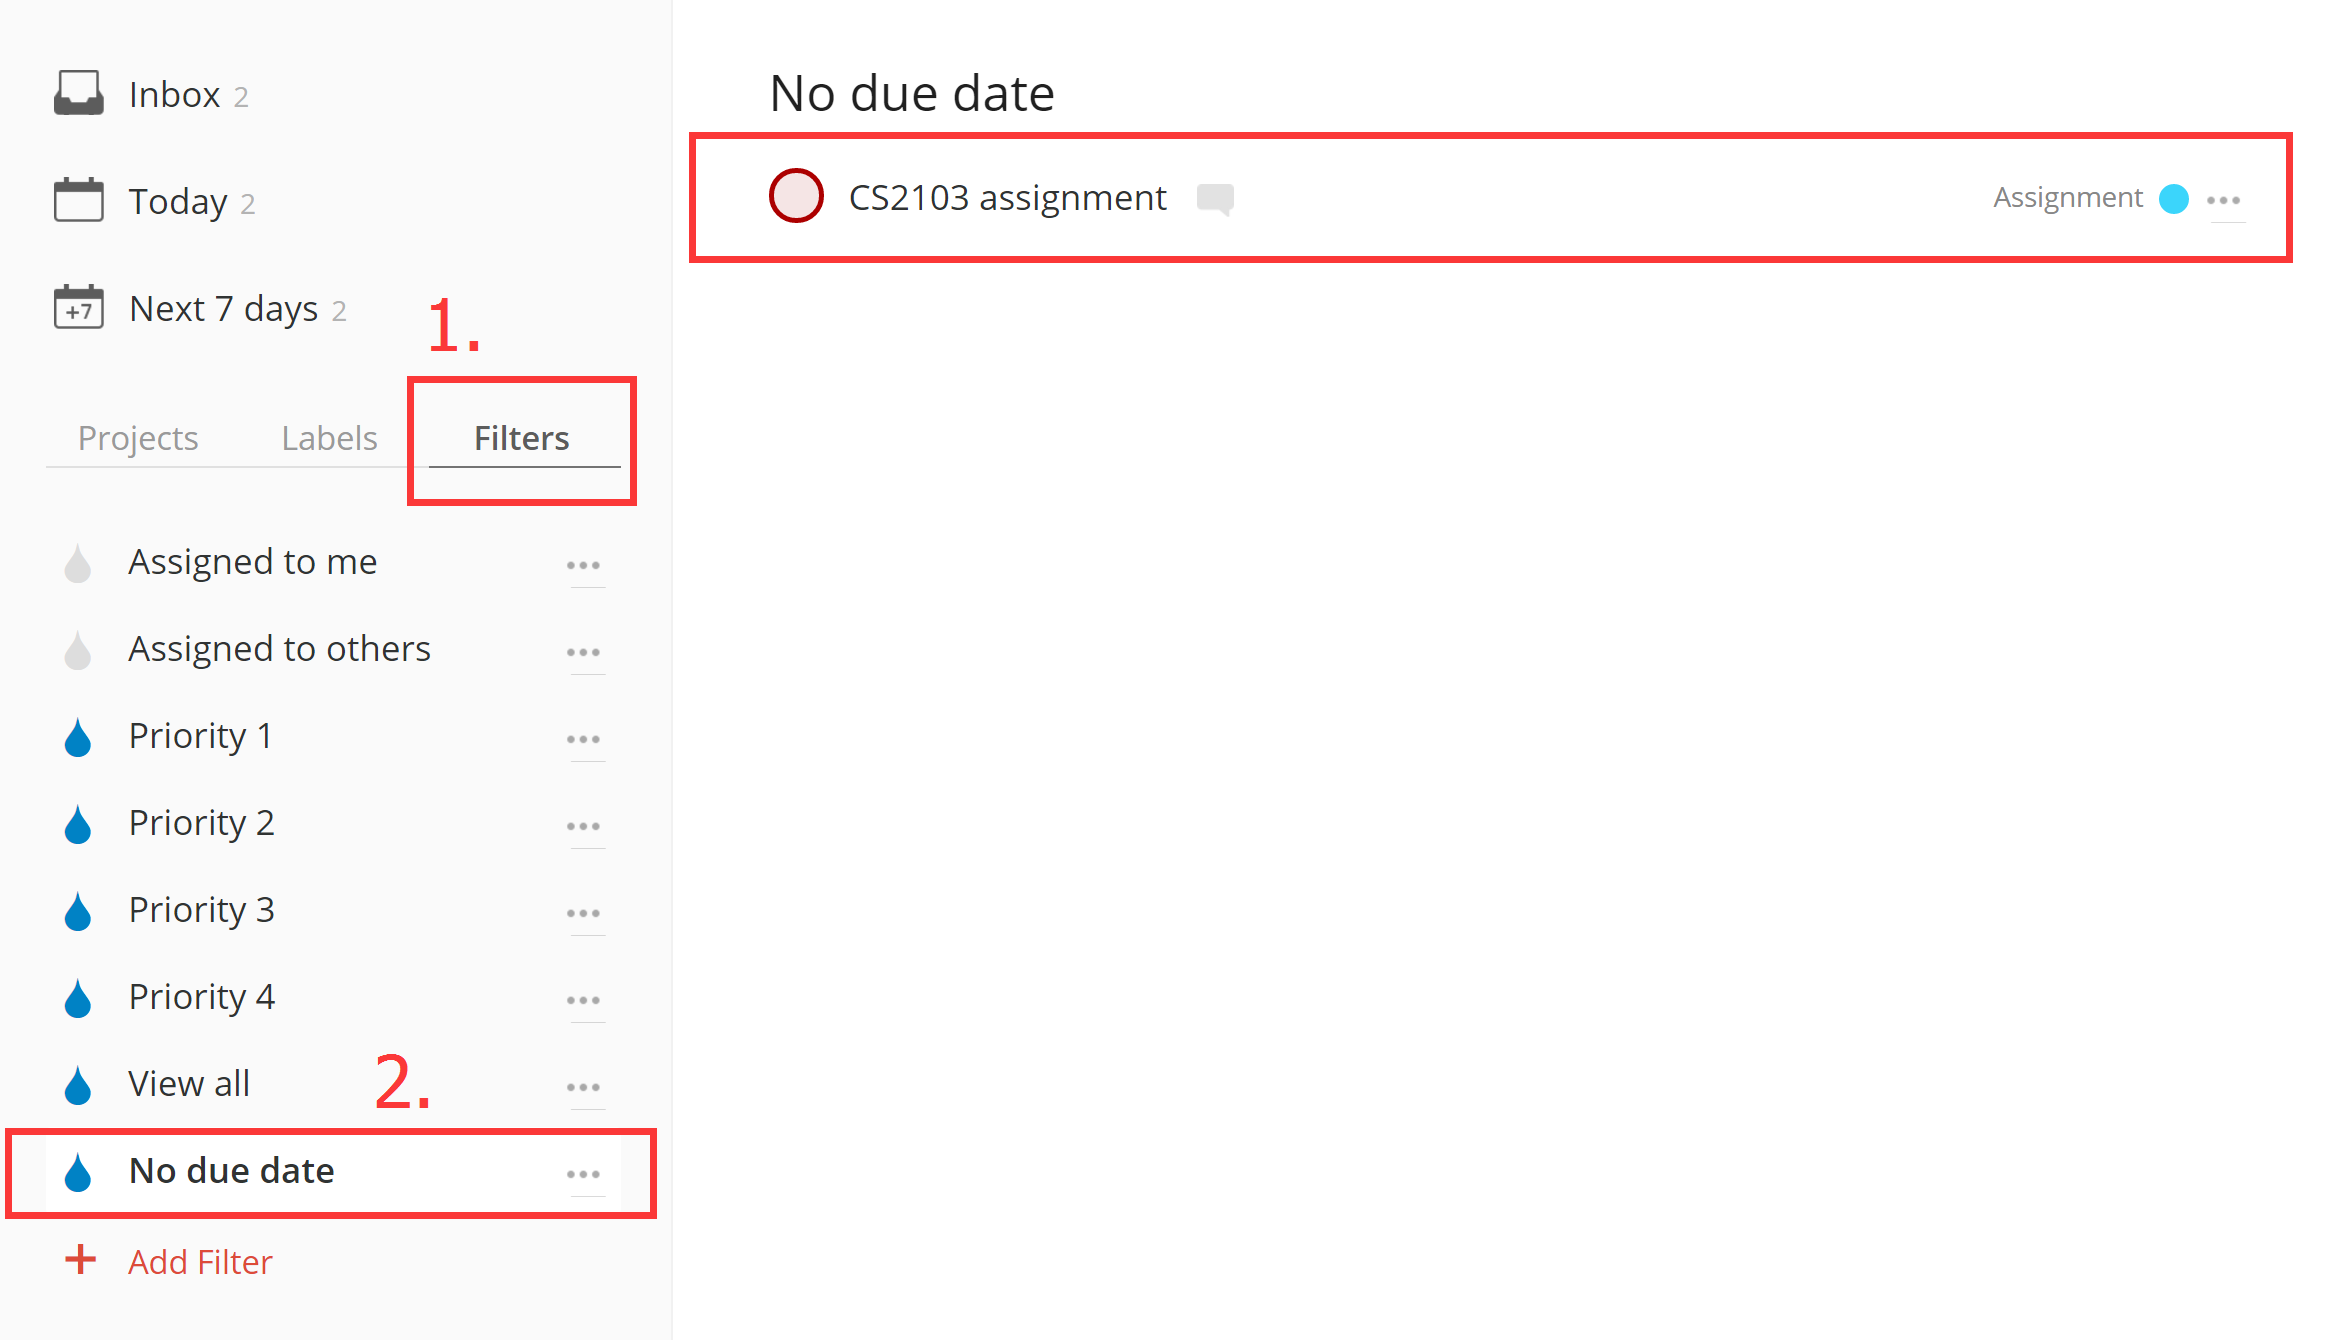 Inbox 2
Today 2
+7
Next 7 days 2
1.
Projects Labels Filters
Assigned to me
Assigned to others
Priority 1
Priority 2
Priority 3
Priority 4
View all
2.
No due date
+ Add Filter
No due date
CS2103 assignment
Assignment